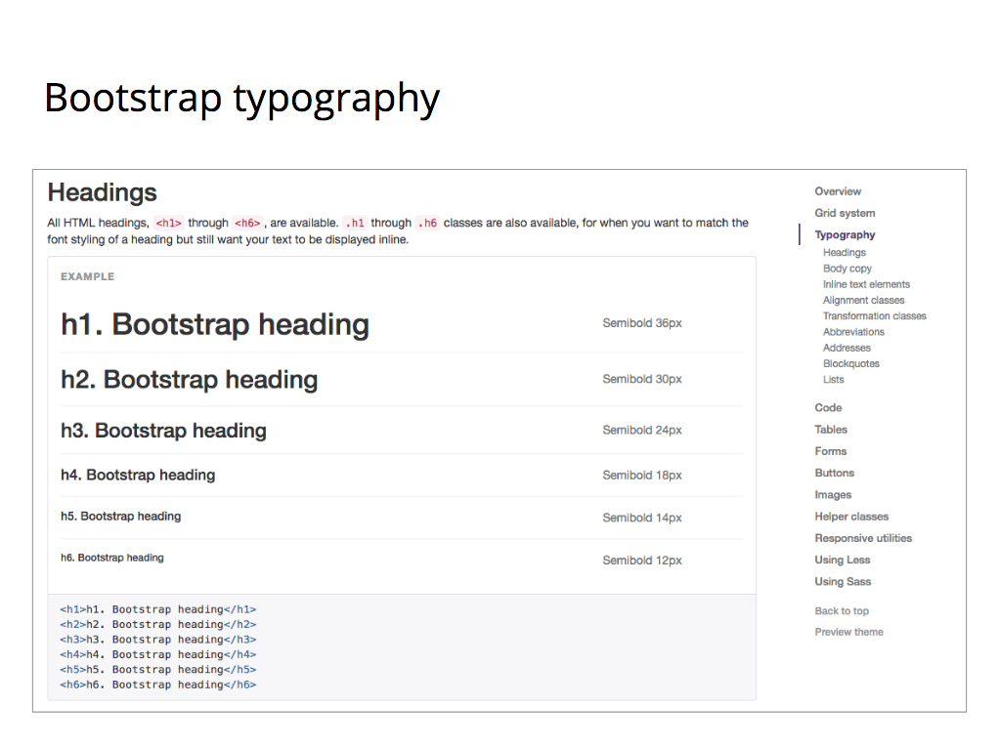 Bootstrap typography
Headings
All HTML headings, <h1> through <h6>, are available. .h1 through .h6 classes are also available, for when you want to match the
font styling of a heading but still want your text to be displayed inline.
EXAMPLE
h1. Bootstrap heading Semibold 36px
h2. Bootstrap heading Semibold 30px
h3. Bootstrap heading Semibold 24px
h4. Bootstrap heading Semibold 18px
h5. Bootstrap heading Semibold 14px
h6. Bootstrap heading Semibold 12px
<h1>h1. Bootstrap heading</h1>
<h2>h2. Bootstrap heading</h2>
<h3>h3. Bootstrap heading</h3>
<h4>h4. Bootstrap heading</h4>
<h5>h5. Bootstrap heading</h5>
<h6>h6. Bootstrap heading</h6>
Overview
Grid system
Typography
Headings
Body copy
Inline text elements
Alignment classes
Transformation classes
Abbreviations
Addresses
Blockquotes
Lists
Code
Tables
Forms
Buttons
Images
Helper classes
Responsive utilities
Using Less
Using Sass
Back to top
Preview theme